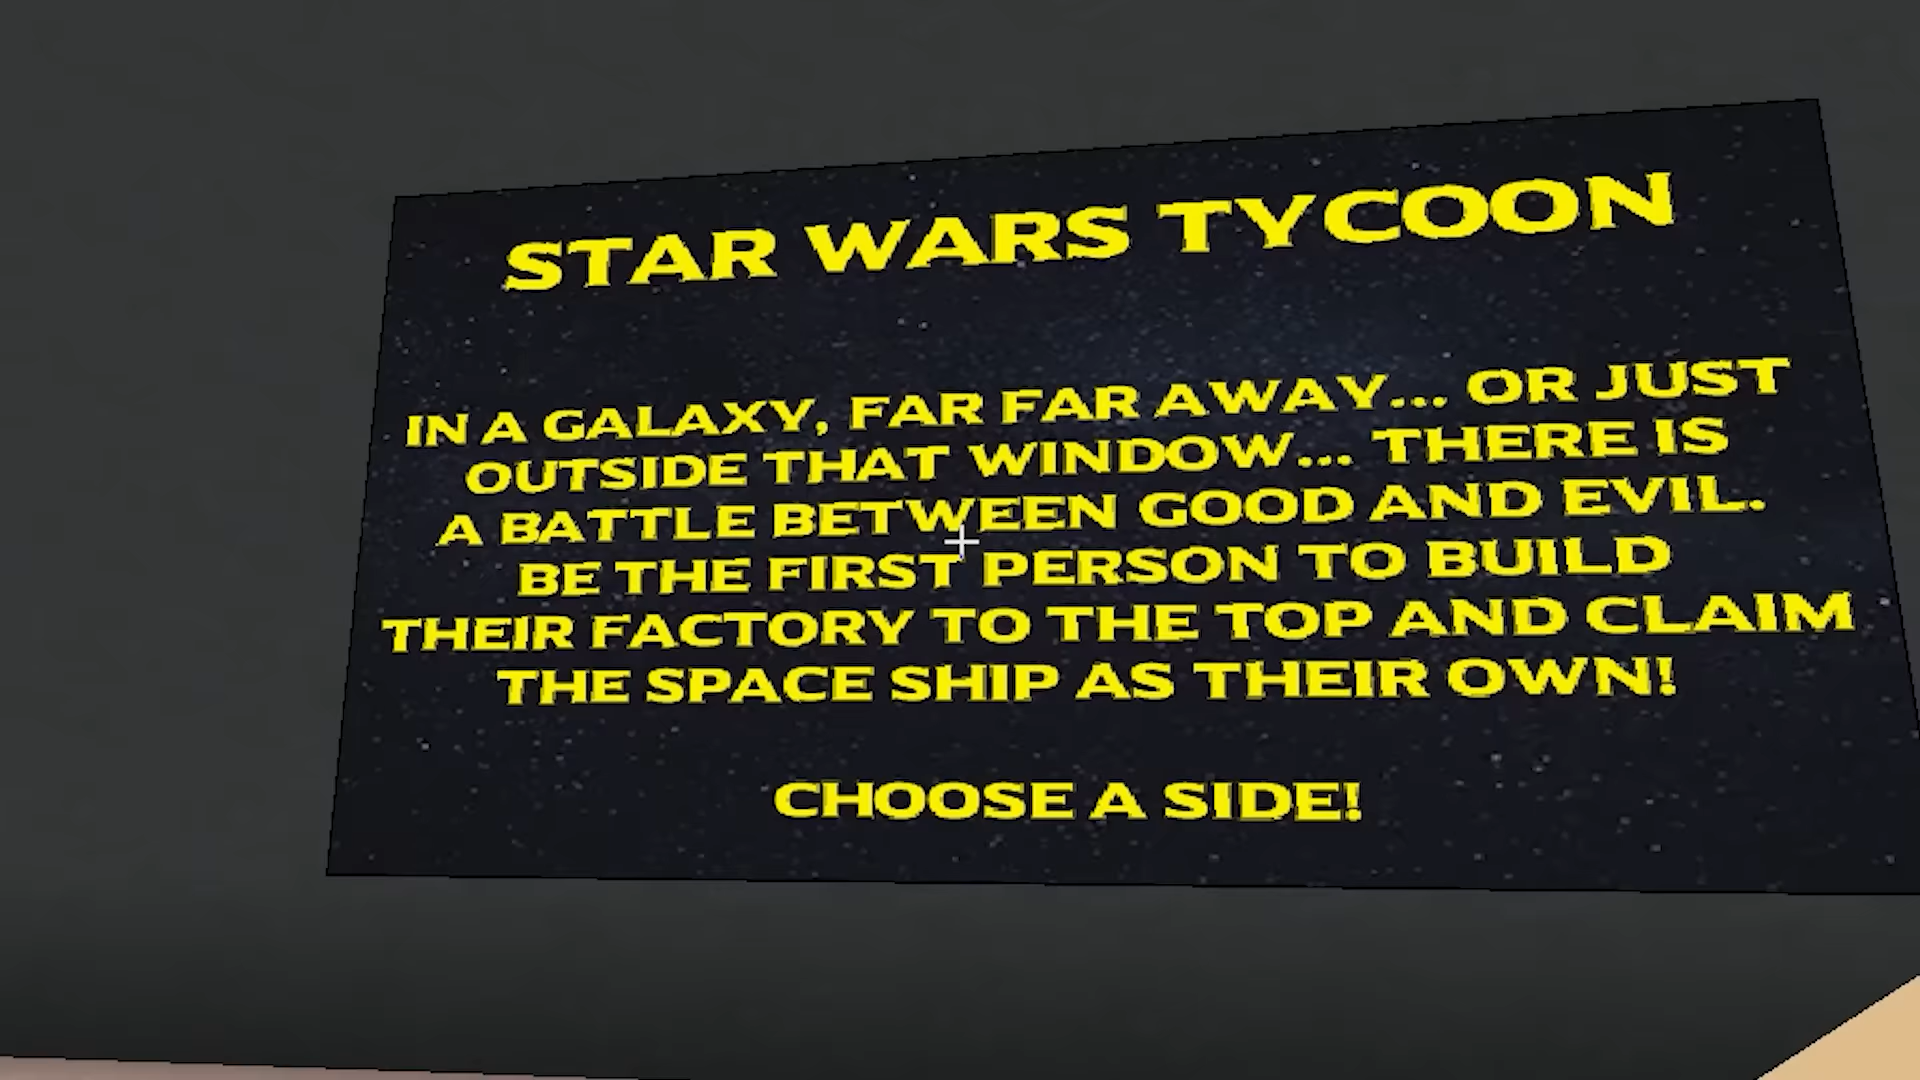 STAR WARS TYCOON
IN A GALAXY, FAR FAR AWAY... OR JUST
OUTSIDE THAT WINDOW... THERE IS
A BATTLE BETWEEN GOOD AND EVIL.
BE THE FIRST PERSON TO BUILD
THEIR FACTORY TO THE TOP AND CLAIM
THE SPACE SHIP AS THEIR OWN!
CHOOSE A SIDE!